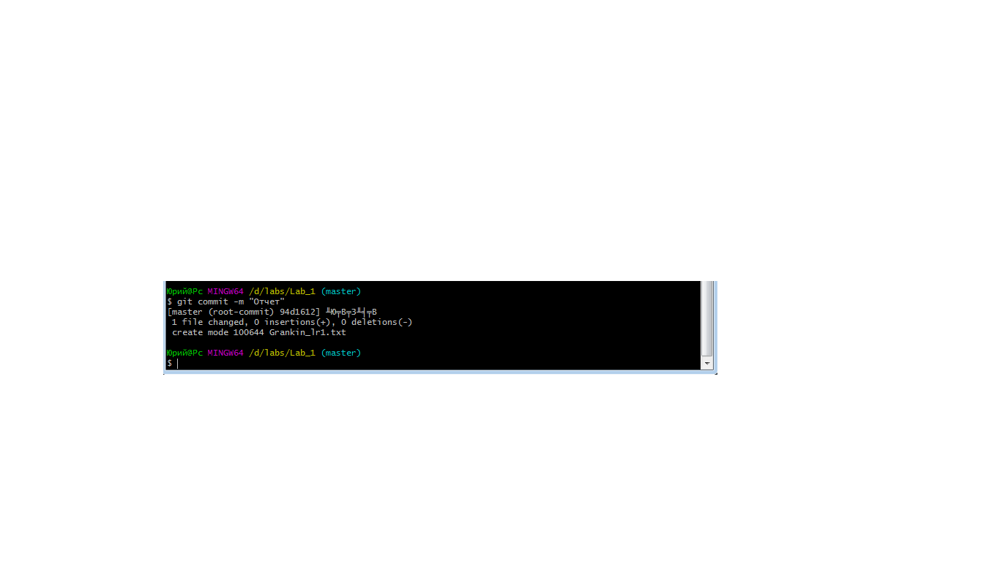 Юрий@Pc MINGW64 /d/labs/Lab_1 (master)
$ git commit -m "Отчет"
[master (root-commit) 94d1612] ╨Ю╤В╤З╨╡╤В
 1 file changed, 0 insertions(+), 0 deletions(-)
 create mode 100644 Grankin_lr1.txt
Юрий@Pc MINGW64 /d/labs/Lab_1 (master)
$